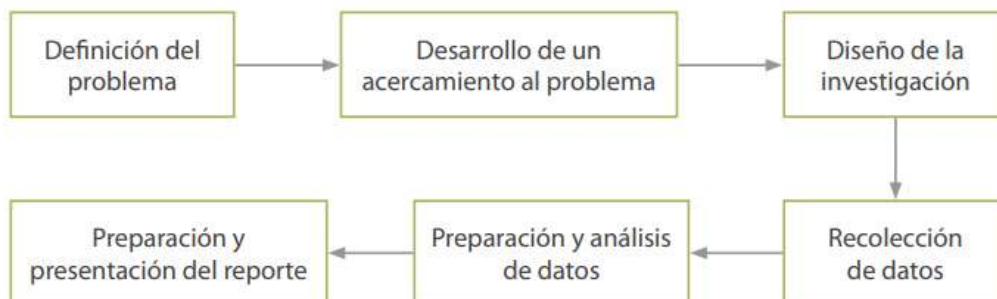 Definición del
problema
Desarrollo de un
acercamiento al problema
Diseño de la
investigación
Recolección
de datos
Preparación y análisis
de datos
Preparación y
presentación del reporte